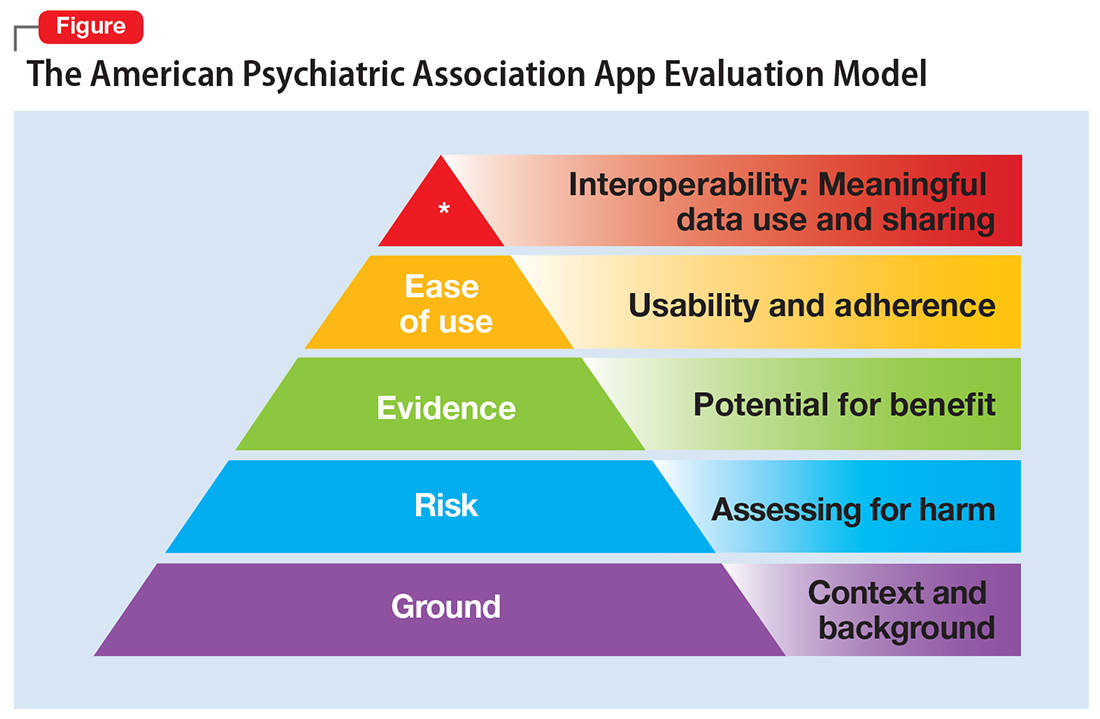 Figure
The American Psychiatric Association App Evaluation Model
*
Interoperability: Meaningful
data use and sharing
Ease
of use
Usability and adherence
Evidence
Potential for benefit
Risk
Assessing for harm
Ground
Context and
background